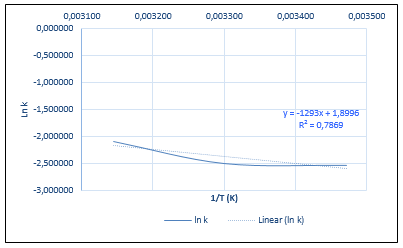 0,003100 0,003200 0,003300 0,003400 0,003500
0,000000
-0,500000
-1,000000
-1,500000
-2,000000
-2,500000
-3,000000
Ln k
y = -1293x + 1,8996
R² = 0,7869
1/T (K)
ln k Linear (ln k)